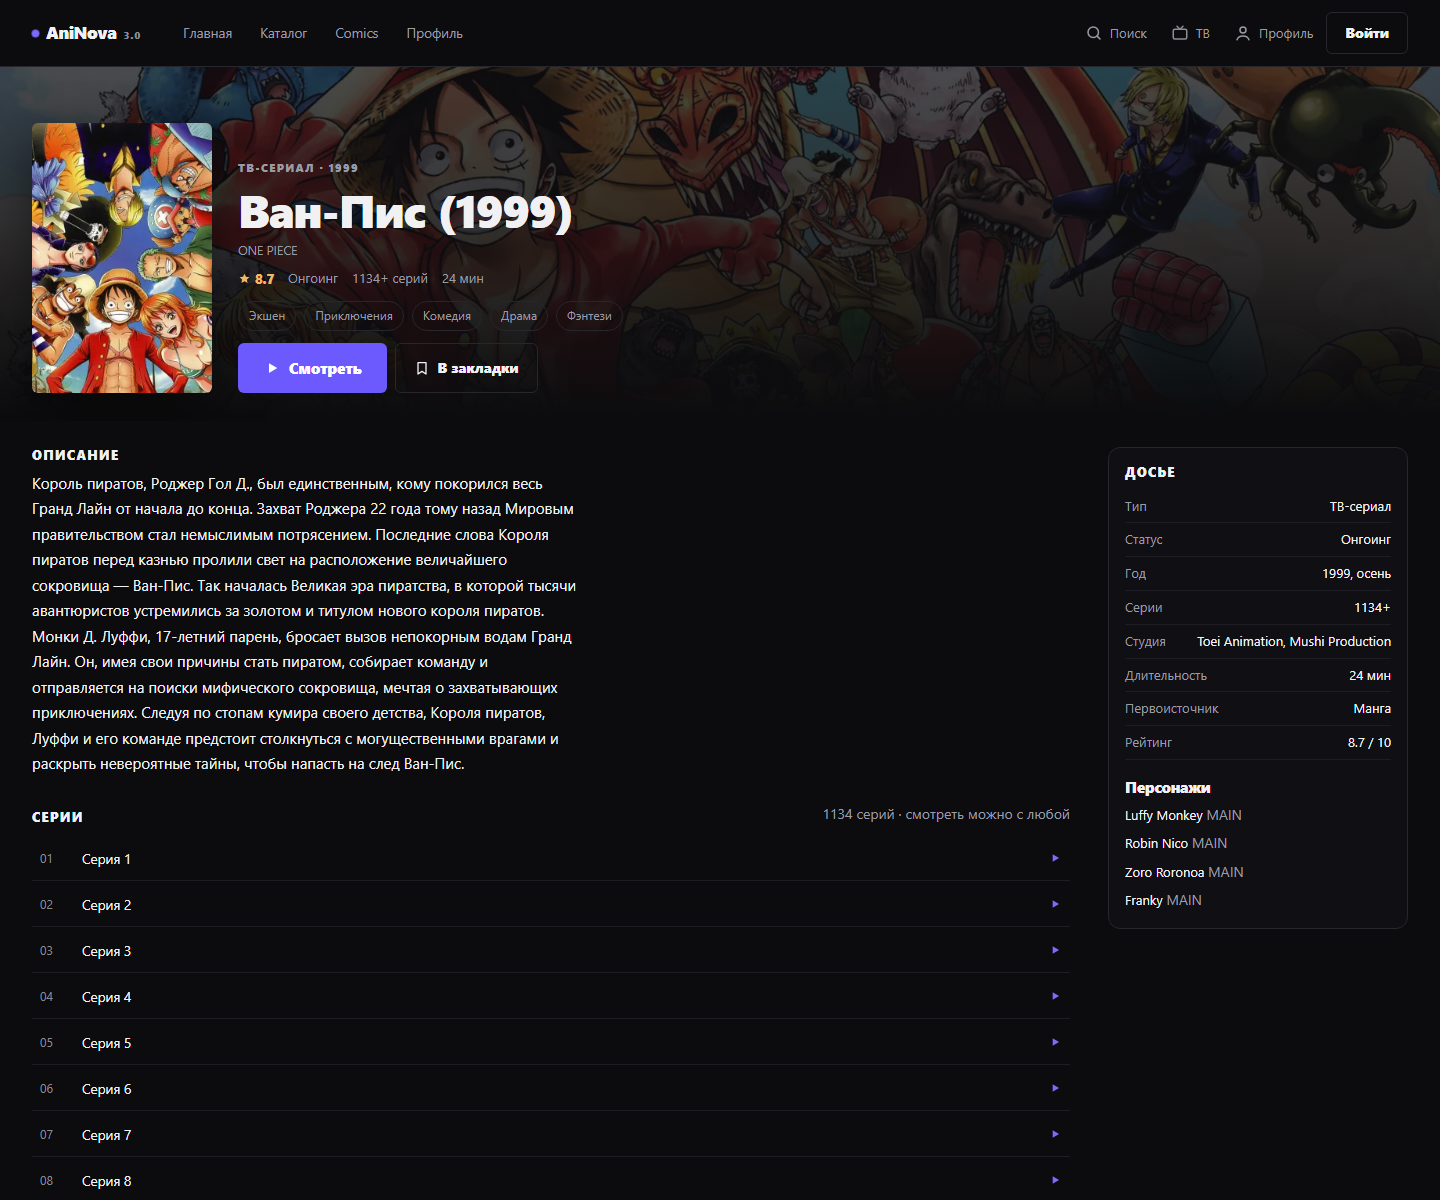 AniNova 3.0
Главная
Каталог
Comics
Профиль
Поиск
ТВ
Профиль
Войти
ТВ-СЕРИАЛ · 1999
Ван-Пис (1999)
ONE PIECE
★ 8.7 Онгоинг 1134+ серий 24 мин
Экшен Приключения Комедия Драма Фэнтези
Смотреть
В закладки
ОПИСАНИЕ
Король пиратов, Роджер Гол Д., был единственным, кому покорился весь
Гранд Лайн от начала до конца. Захват Роджера 22 года тому назад Мировым
правительством стал немыслимым потрясением. Последние слова Короля
пиратов перед казнью пролили свет на расположение величайшего
сокровища — Ван-Пис. Так началась Великая эра пиратства, в которой тысячи
авантюристов устремились за золотом и титулом нового короля пиратов.
Монки Д. Луффи, 17-летний парень, бросает вызов непокорным водам Гранд
Лайн. Он, имея свои причины стать пиратом, собирает команду и
отправляется на поиски мифического сокровища, мечтая о захватывающих
приключениях. Следуя по стопам кумира своего детства, Короля пиратов,
Луффи и его команде предстоит столкнуться с могущественными врагами и
раскрыть невероятные тайны, чтобы напасть на след Ван-Пис.
СЕРИИ
1134 серий · смотреть можно с любой
01 Серия 1
02 Серия 2
03 Серия 3
04 Серия 4
05 Серия 5
06 Серия 6
07 Серия 7
08 Серия 8
ДОСЬЕ
Тип ТВ-сериал
Статус Онгоинг
Год 1999, осень
Серии 1134+
Студия Toei Animation, Mushi Production
Длительность 24 мин
Первоисточник Манга
Рейтинг 8.7 / 10
Персонажи
Luffy Monkey MAIN
Robin Nico MAIN
Zoro Roronoa MAIN
Franky MAIN